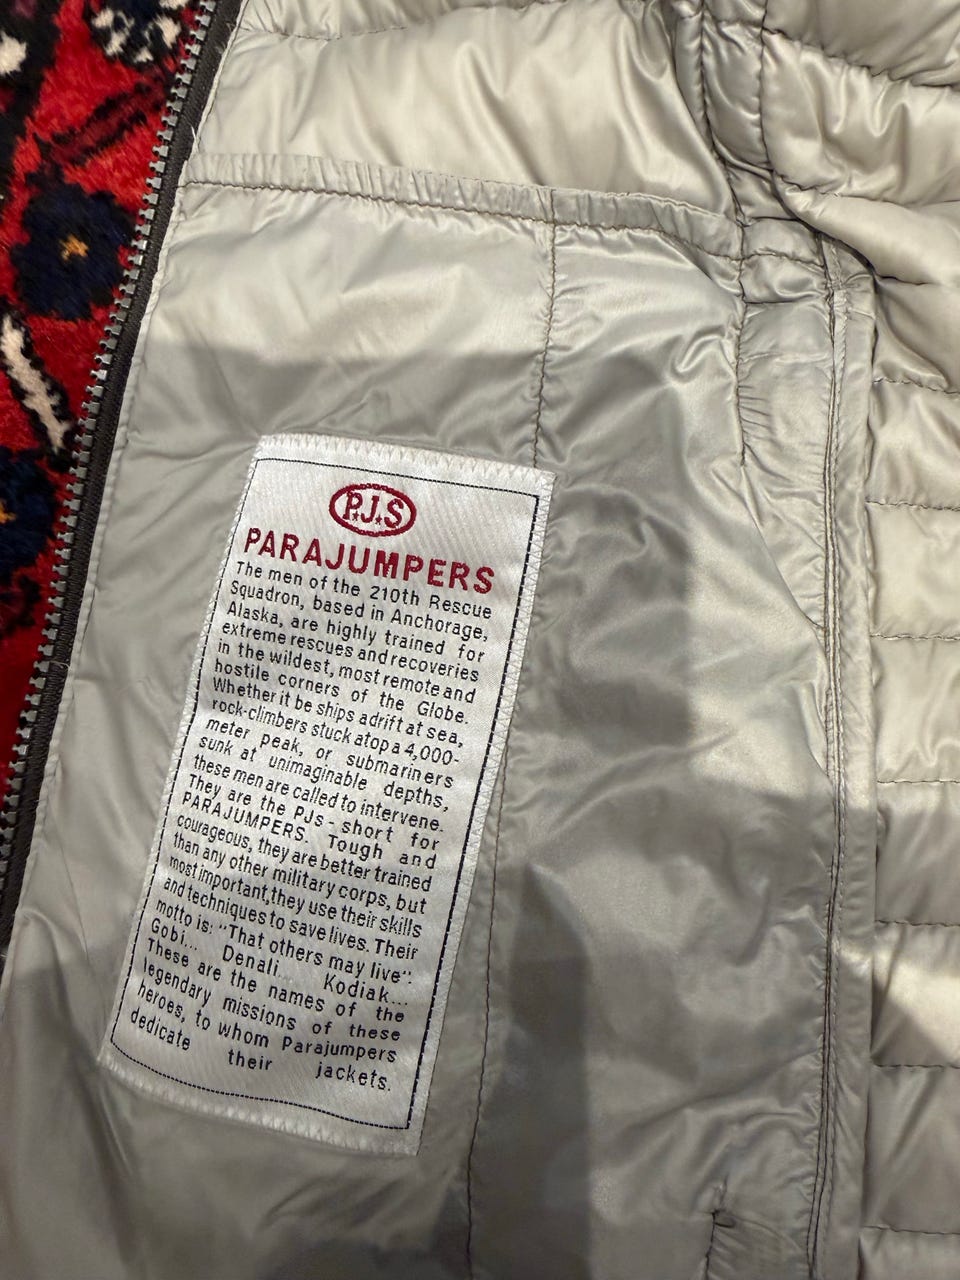 P.J.S
PARAJUMPERS
The men of the 210th Rescue
Squadron, based in Anchorage,
Alaska, are highly trained for
extreme rescues and recoveries
in the wildest, most remote and
hostile corners of the Globe.
Whether it be ships adrift at sea,
rock-climbers stuck atop a 4,000-
meter peak, or submariners
sunk at unimaginable depths,
these men are called to intervene.
They are the PJs - short for
PARAJUMPERS. Tough and
courageous, they are better trained
than any other military corps, but
most important,they use their skills
and techniques to save lives. Their
motto is: "That others may live".
Gobi... Denali... Kodiak...
These are the names of the
legendary missions of these
heroes, to whom Parajumpers
dedicate their jackets.